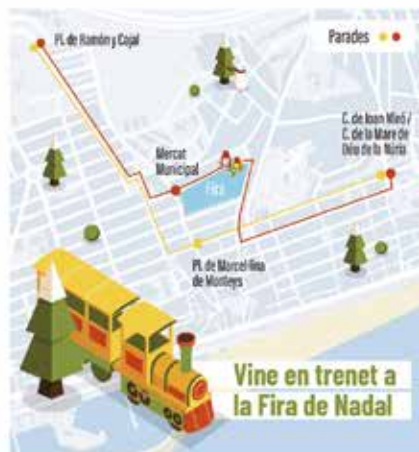 Pl. de Ramón y Cajal
Parades
C. de Joan Miró /
C. de la Mare de
Déu de la Núria
Mercat
Municipal
Fira
Pl. de Marcel·lina
de Monteys
Vine en trenet a
la Fira de Nadal